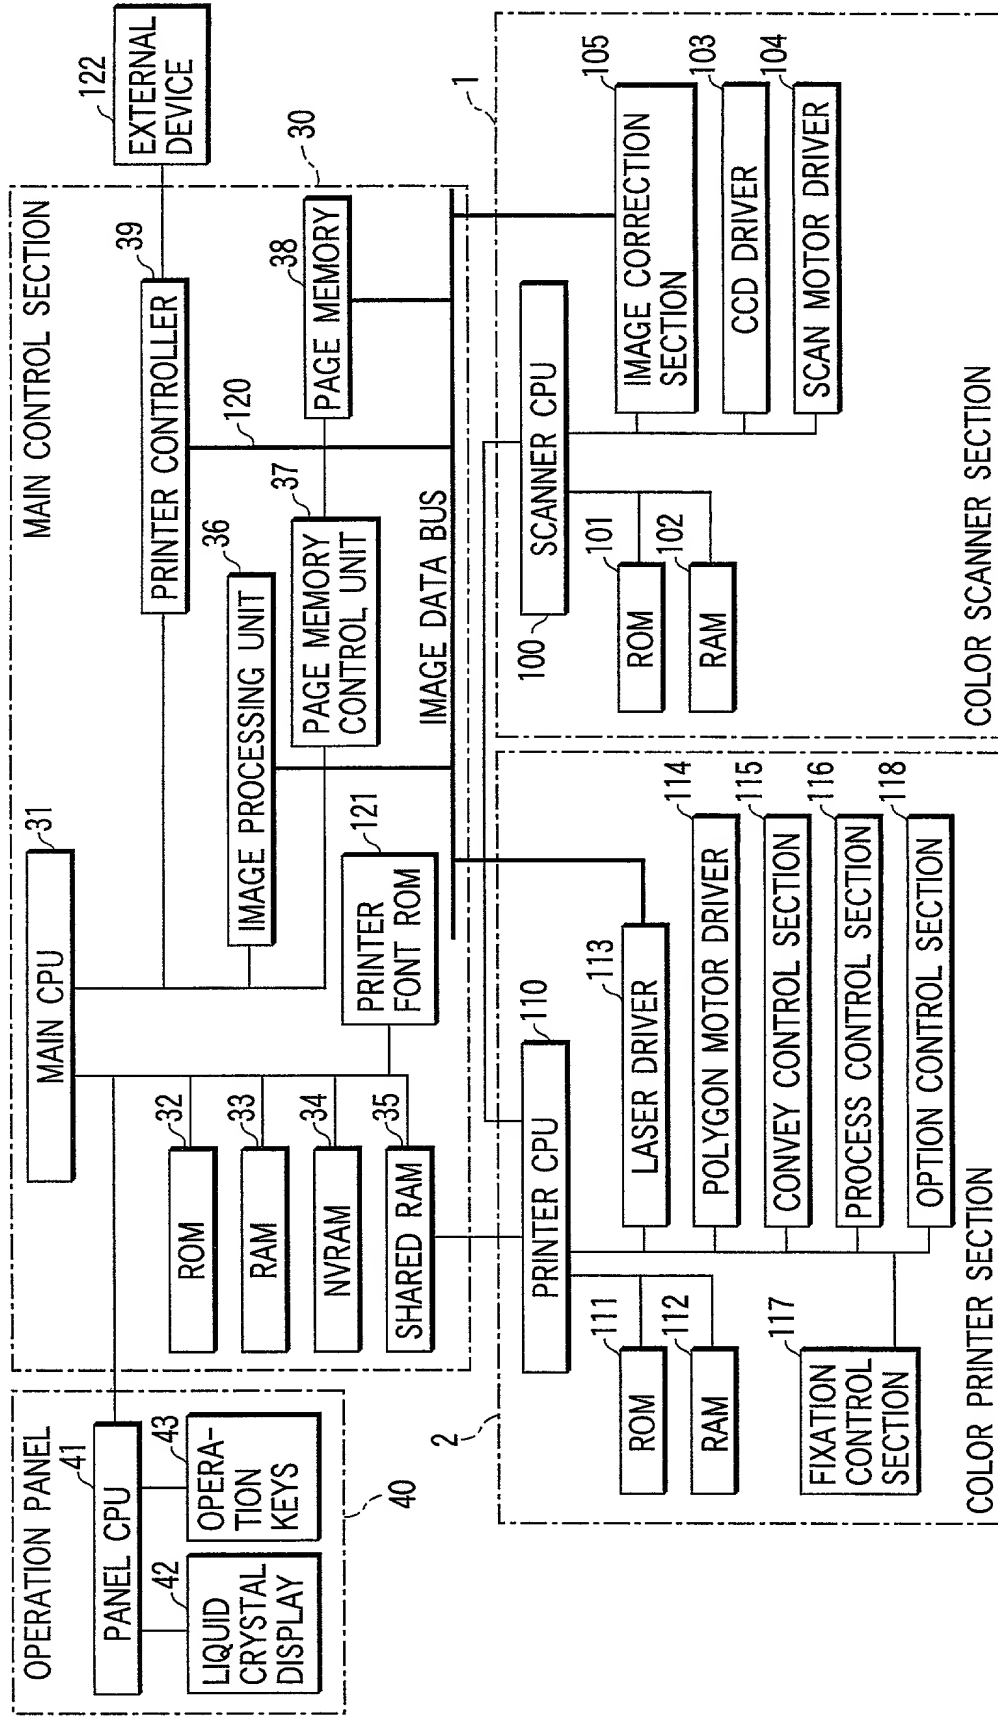 OPERATION PANEL
41
PANEL CPU
42
43
LIQUID
CRYSTAL
DISPLAY
OPERA-
TION
KEYS
40
MAIN CONTROL SECTION
31
MAIN CPU
32
ROM
33
RAM
34
NVRAM
35
SHARED RAM
121
PRINTER
FONT ROM
36
IMAGE PROCESSING UNIT
37
PAGE MEMORY
CONTROL UNIT
39
PRINTER CONTROLLER
120
38
PAGE MEMORY
30
IMAGE DATA BUS
122
EXTERNAL
DEVICE
2
110
PRINTER CPU
111
ROM
112
RAM
117
FIXATION
CONTROL
SECTION
113
LASER DRIVER
114
POLYGON MOTOR DRIVER
115
CONVEY CONTROL SECTION
116
PROCESS CONTROL SECTION
118
OPTION CONTROL SECTION
COLOR PRINTER SECTION
1
100
SCANNER CPU
101
ROM
102
RAM
105
IMAGE CORRECTION
SECTION
103
CCD DRIVER
104
SCAN MOTOR DRIVER
COLOR SCANNER SECTION